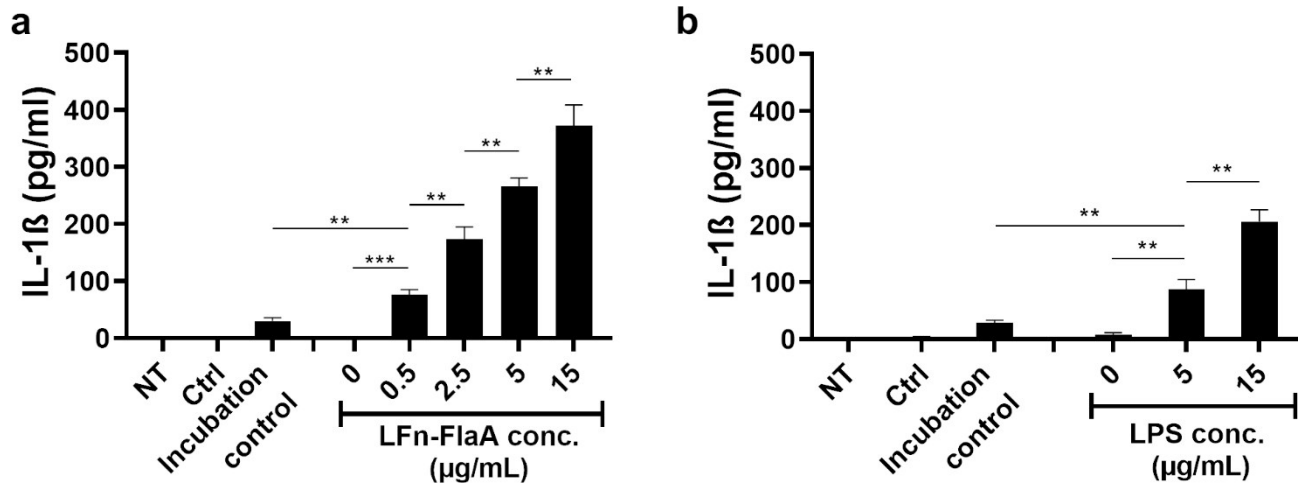 a
IL-1ß (pg/ml)
500
400
300
200
100
0
**
***
**
**
**
NT
Ctrl
Incubation
control
0
0.5
2.5
5
15
LFn-FlaA conc.
(µg/mL)
b
IL-1ß (pg/ml)
500
400
300
200
100
0
**
**
**
NT
Ctrl
Incubation
control
0
5
15
LPS conc.
(µg/mL)